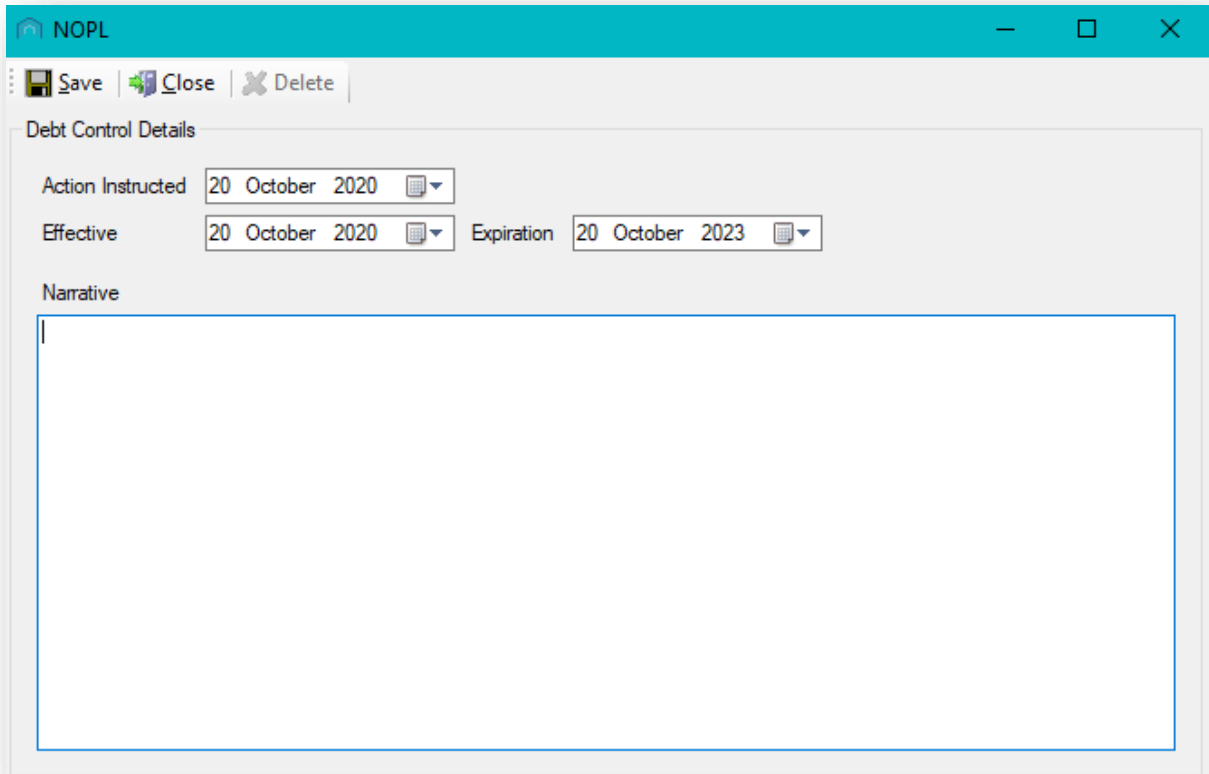 NOPL
Save Close Delete
Debt Control Details
Action Instructed 20 October 2020
Effective 20 October 2020 Expiration 20 October 2023
Narrative